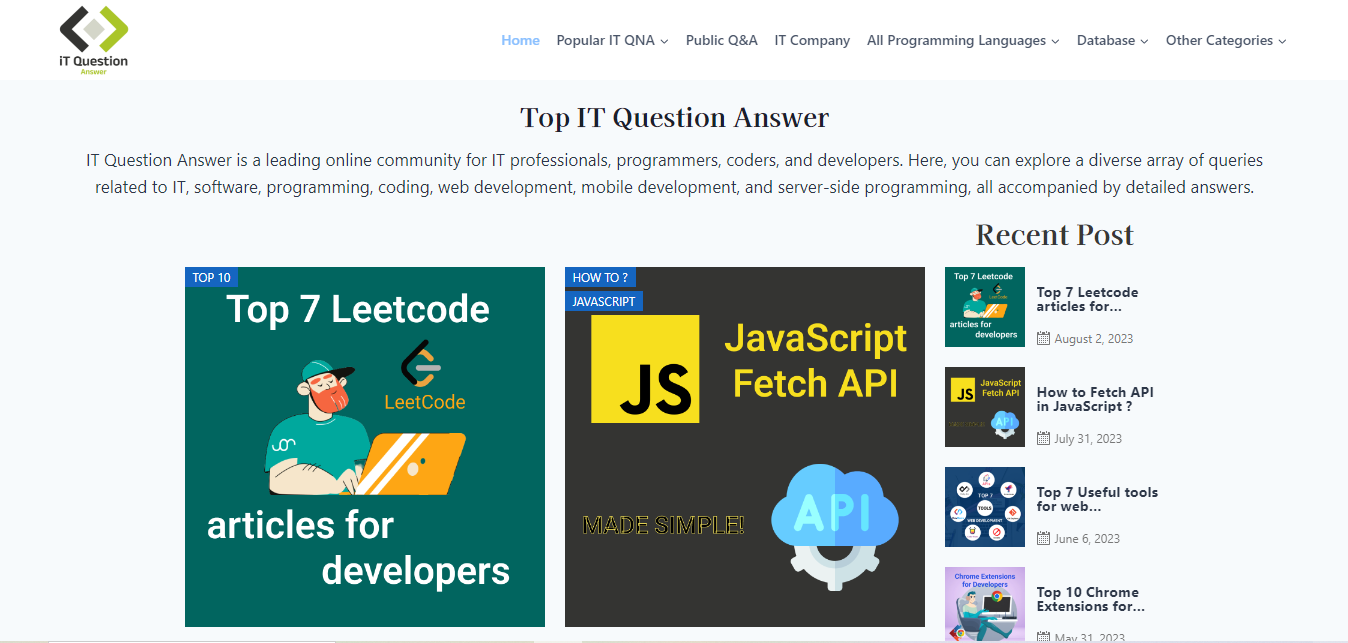 iT Question
Answer
Home
Popular IT QNA
Public Q&A
IT Company
All Programming Languages
Database
Other Categories
Top IT Question Answer
IT Question Answer is a leading online community for IT professionals, programmers, coders, and developers. Here, you can explore a diverse array of queries
related to IT, software, programming, coding, web development, mobile development, and server-side programming, all accompanied by detailed answers.
TOP 10
Top 7 Leetcode
LeetCode
articles for
developers
HOW TO ?
JAVASCRIPT
JS
JavaScript
Fetch API
MADE SIMPLE!
API
Recent Post
Top 7 Leetcode
LeetCode
articles for
developers
Top 7 Leetcode
articles for...
August 2, 2023
JS
JavaScript
Fetch API
API
How to Fetch API
in JavaScript ?
July 31, 2023
TOP 7
TOOLS
WEB DEVELOPMENT
Top 7 Useful tools
for web...
June 6, 2023
Chrome Extensions
for Developers
Top 10 Chrome
Extensions for...
May 31, 2023